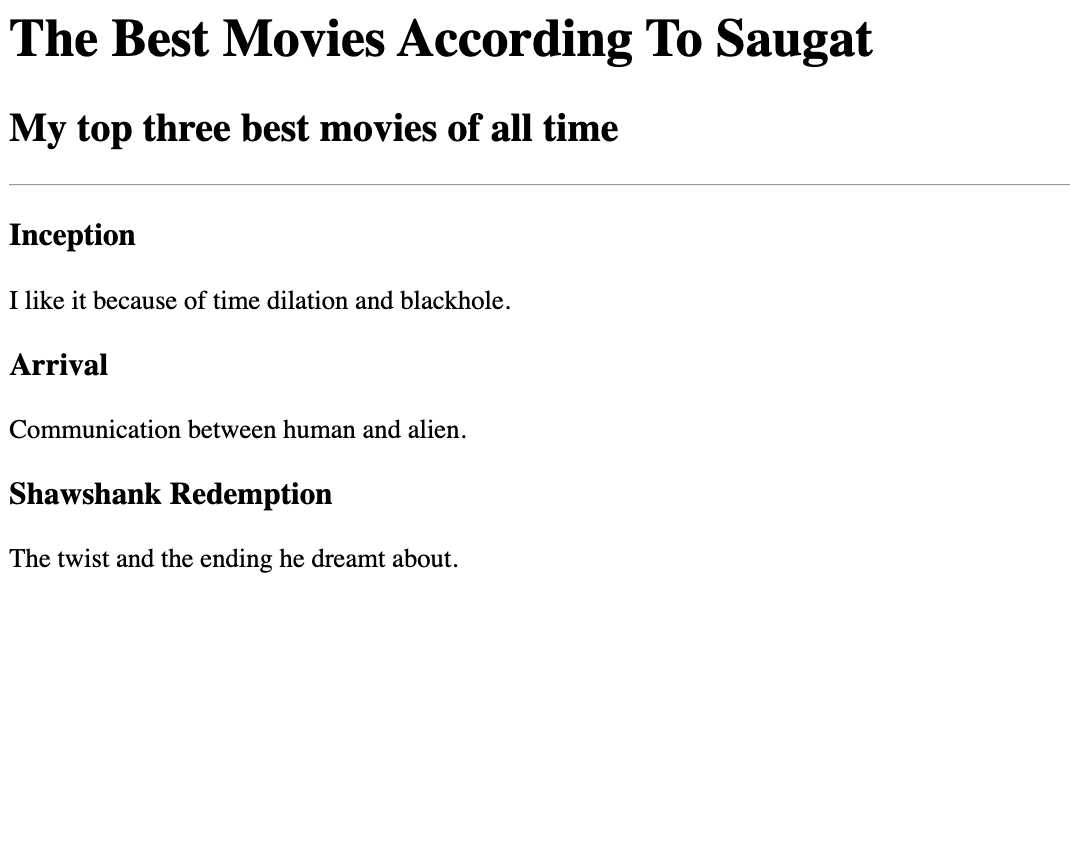 The Best Movies According To Saugat
My top three best movies of all time
Inception
I like it because of time dilation and blackhole.
Arrival
Communication between human and alien.
Shawshank Redemption
The twist and the ending he dreamt about.